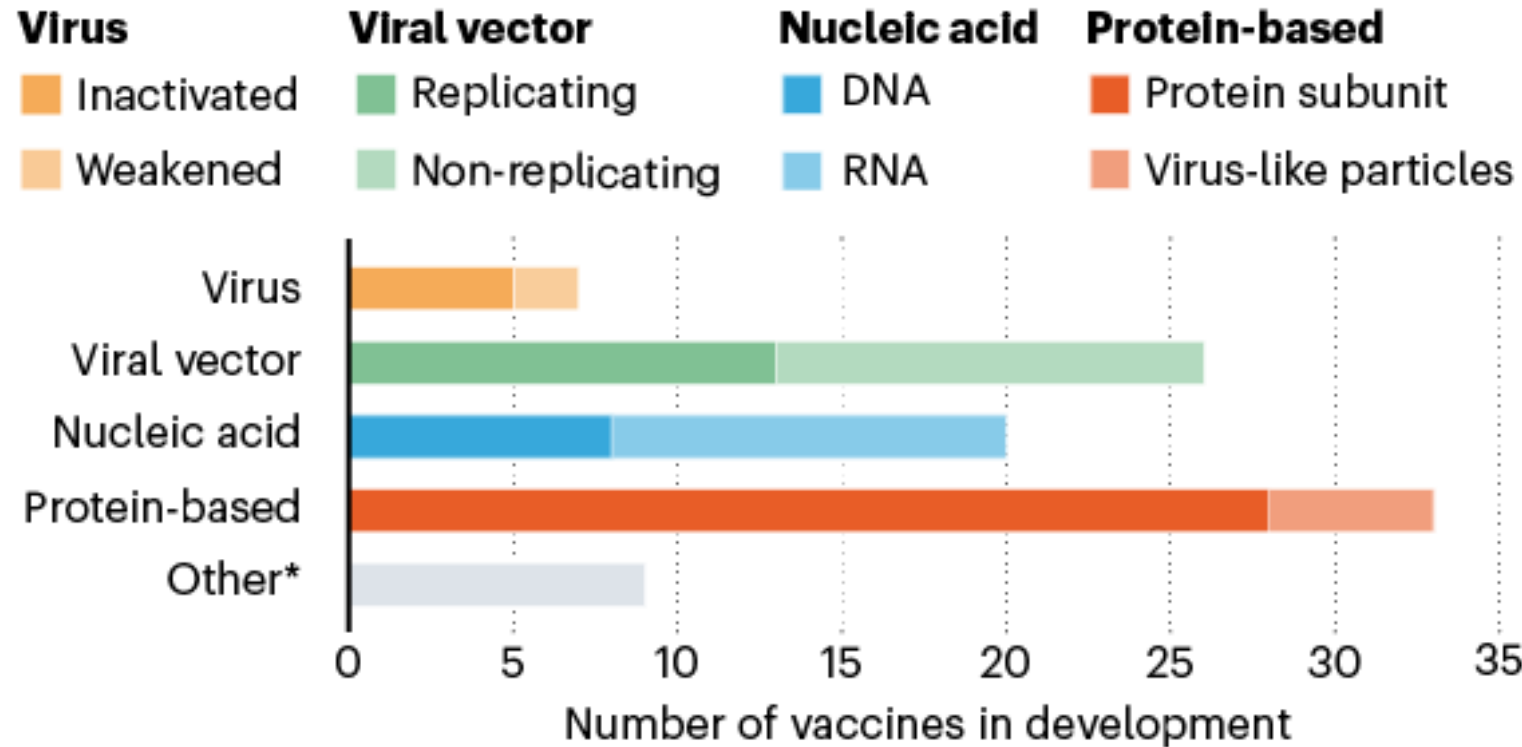 Virus Viral vector Nucleic acid Protein-based
Inactivated Replicating DNA Protein subunit
Weakened Non-replicating RNA Virus-like particles
Virus
Viral vector
Nucleic acid
Protein-based
Other*
0 5 10 15 20 25 30 35
Number of vaccines in development